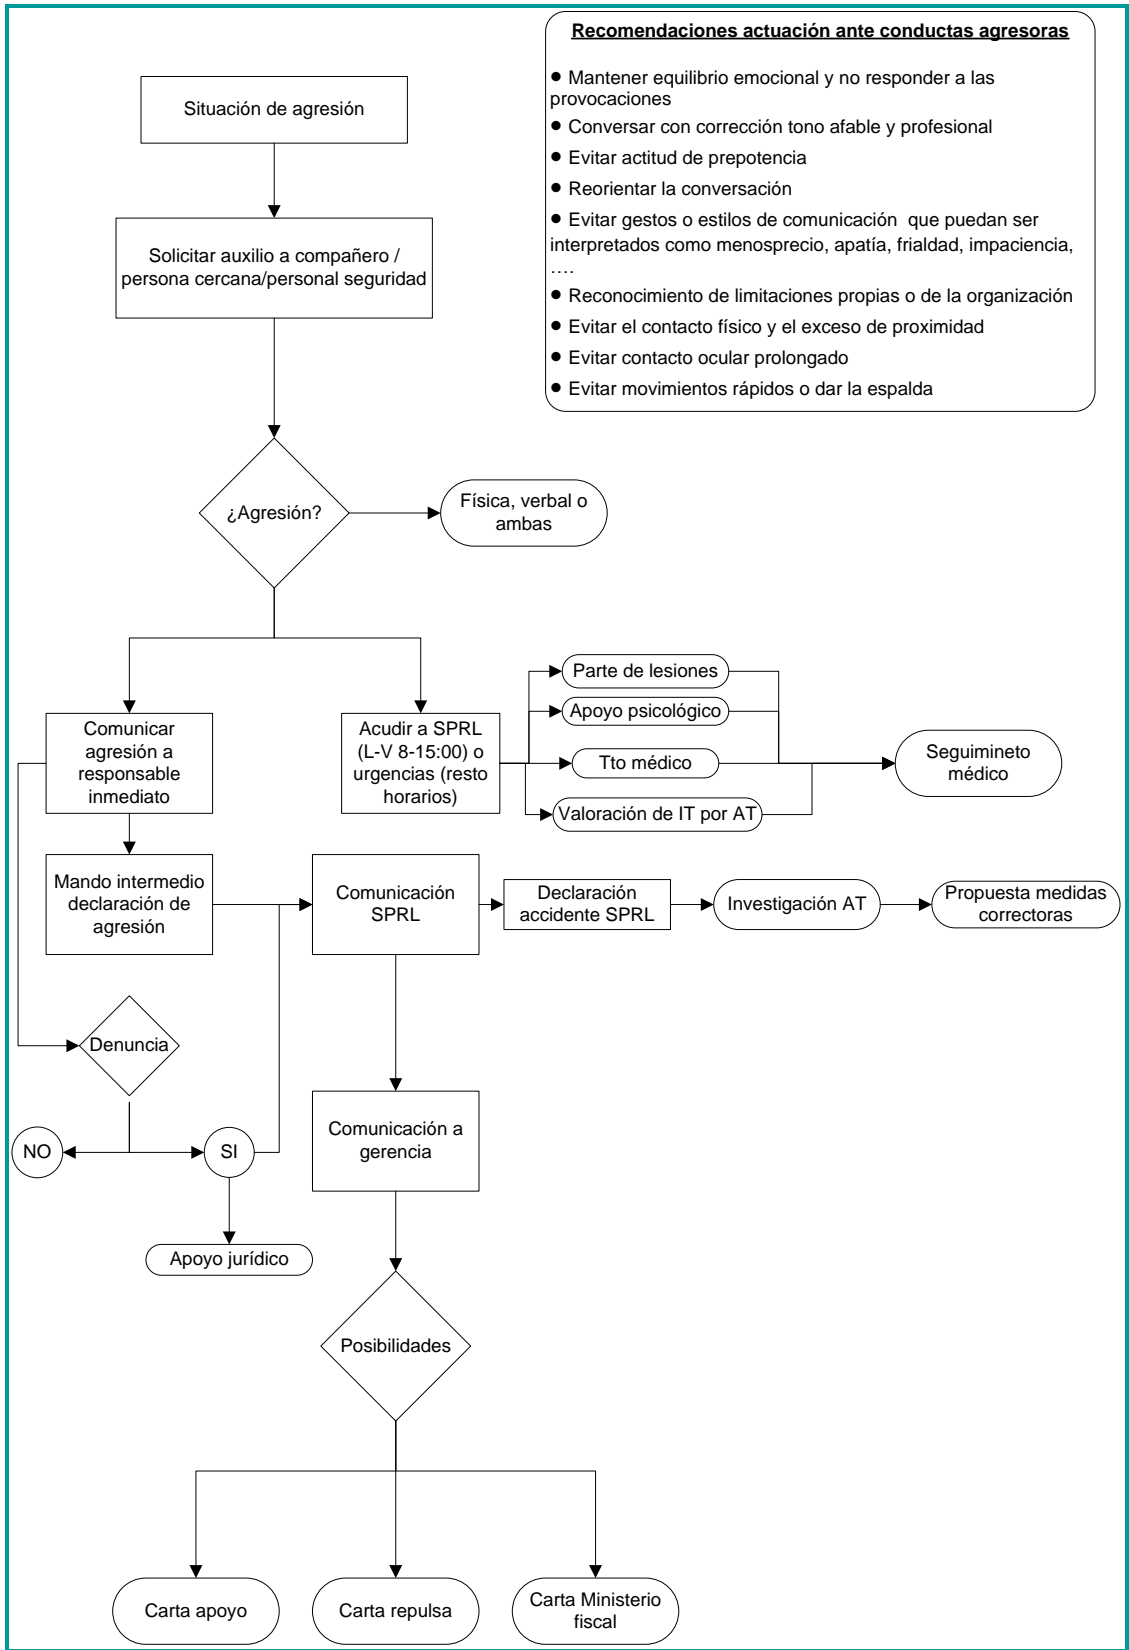 Recomendaciones actuación ante conductas agresoras
● Mantener equilibrio emocional y no responder a las
provocaciones
● Conversar con corrección tono afable y profesional
● Evitar actitud de prepotencia
● Reorientar la conversación
● Evitar gestos o estilos de comunicación que puedan ser
interpretados como menosprecio, apatía, frialdad, impaciencia,
….
● Reconocimiento de limitaciones propias o de la organización
● Evitar el contacto físico y el exceso de proximidad
● Evitar contacto ocular prolongado
● Evitar movimientos rápidos o dar la espalda
Situación de agresión
Solicitar auxilio a compañero /
persona cercana/personal seguridad
¿Agresión?
Física, verbal o
ambas
Comunicar
agresión a
responsable
inmediato
Acudir a SPRL
(L-V 8-15:00) o
urgencias (resto
horarios)
Parte de lesiones
Apoyo psicológico
Tto médico
Valoración de IT por AT
Seguimineto
médico
Mando intermedio
declaración de
agresión
Comunicación
SPRL
Declaración
accidente SPRL
Investigación AT
Propuesta medidas
correctoras
Denuncia
NO
SI
Apoyo jurídico
Comunicación a
gerencia
Posibilidades
Carta apoyo
Carta repulsa
Carta Ministerio
fiscal